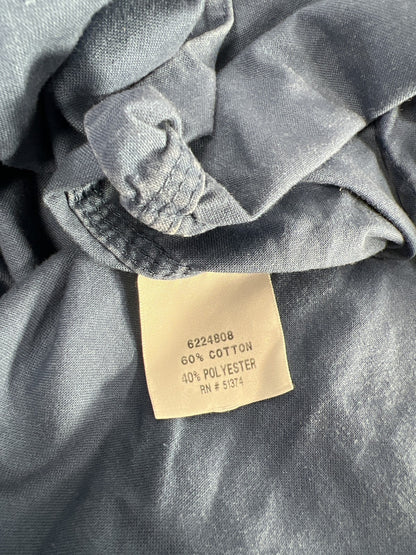 6224808
60% COTTON
40% POLYESTER
RN # 51374